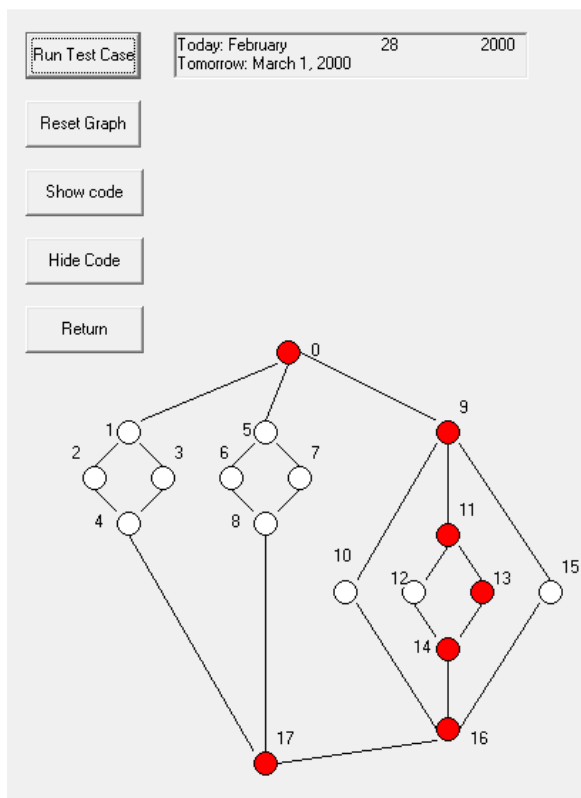 Run Test Case
Today: February 28 2000
Tomorrow: March 1, 2000
Reset Graph
Show code
Hide Code
Return
0
1
5
9
2
3
6
7
4
8
11
10
12
13
15
14
17
16